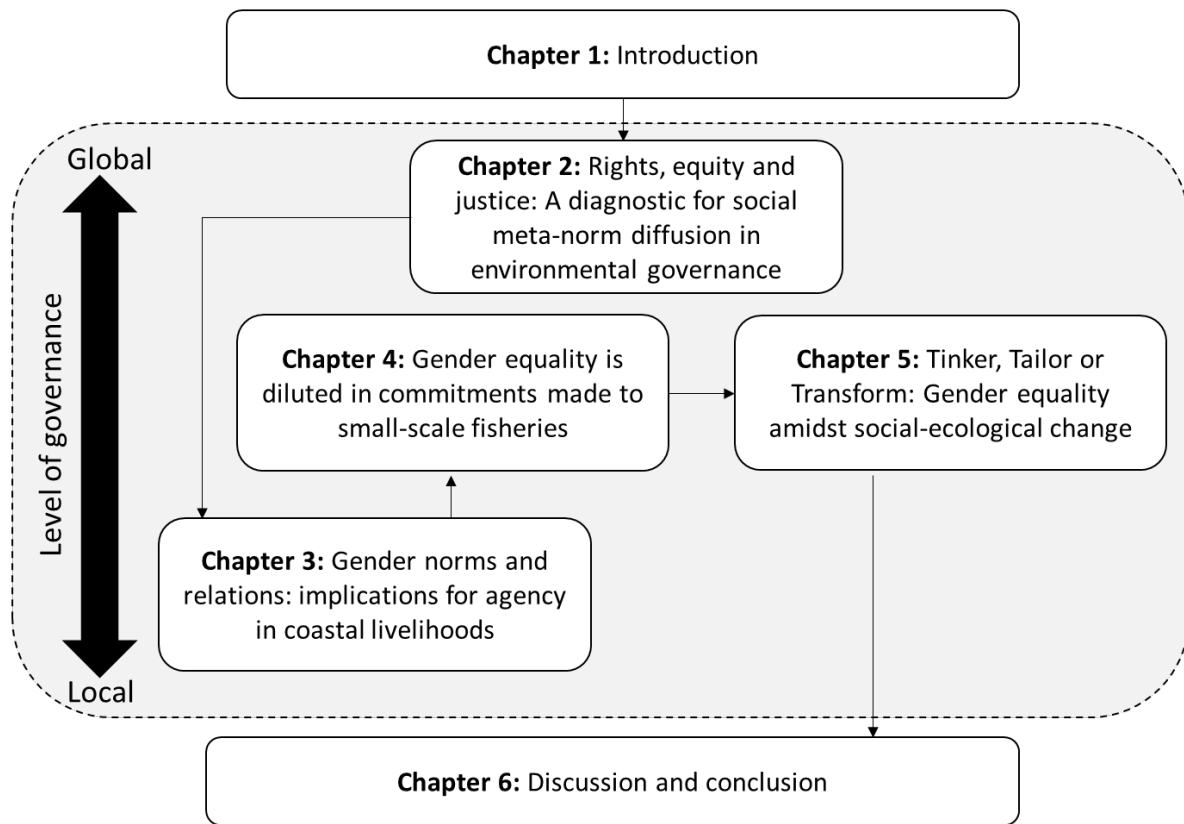 Chapter 1: Introduction
Global
Level of governance
Local
Chapter 2: Rights, equity and
justice: A diagnostic for social
meta-norm diffusion in
environmental governance
Chapter 4: Gender equality is
diluted in commitments made to
small-scale fisheries
Chapter 5: Tinker, Tailor or
Transform: Gender equality
amidst social-ecological change
Chapter 3: Gender norms and
relations: implications for agency
in coastal livelihoods
Chapter 6: Discussion and conclusion